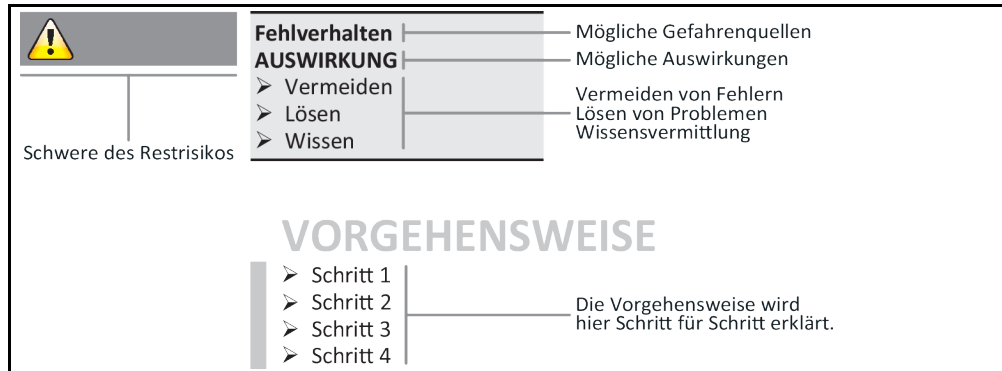 Fehlverhalten
Mögliche Gefahrenquellen
AUSWIRKUNG
Mögliche Auswirkungen
➢ Vermeiden
➢ Lösen
➢ Wissen
Vermeiden von Fehlern
Lösen von Problemen
Wissensvermittlung
Schwere des Restrisikos
VORGEHENSWEISE
➢ Schritt 1
➢ Schritt 2
➢ Schritt 3
➢ Schritt 4
Die Vorgehensweise wird
hier Schritt für Schritt erklärt.